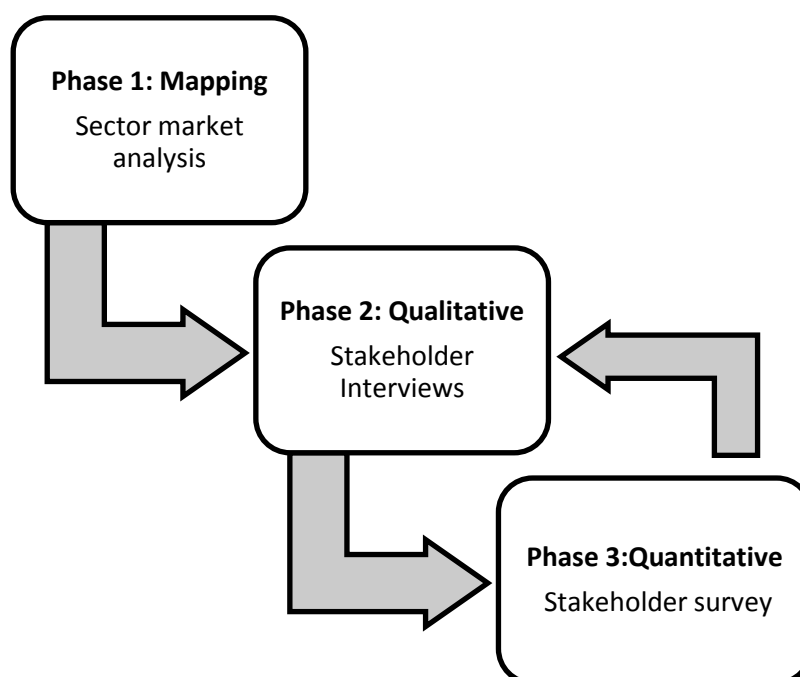 Phase 1: Mapping
Sector market
analysis
Phase 2: Qualitative
Stakeholder
Interviews
Phase 3:Quantitative
Stakeholder survey